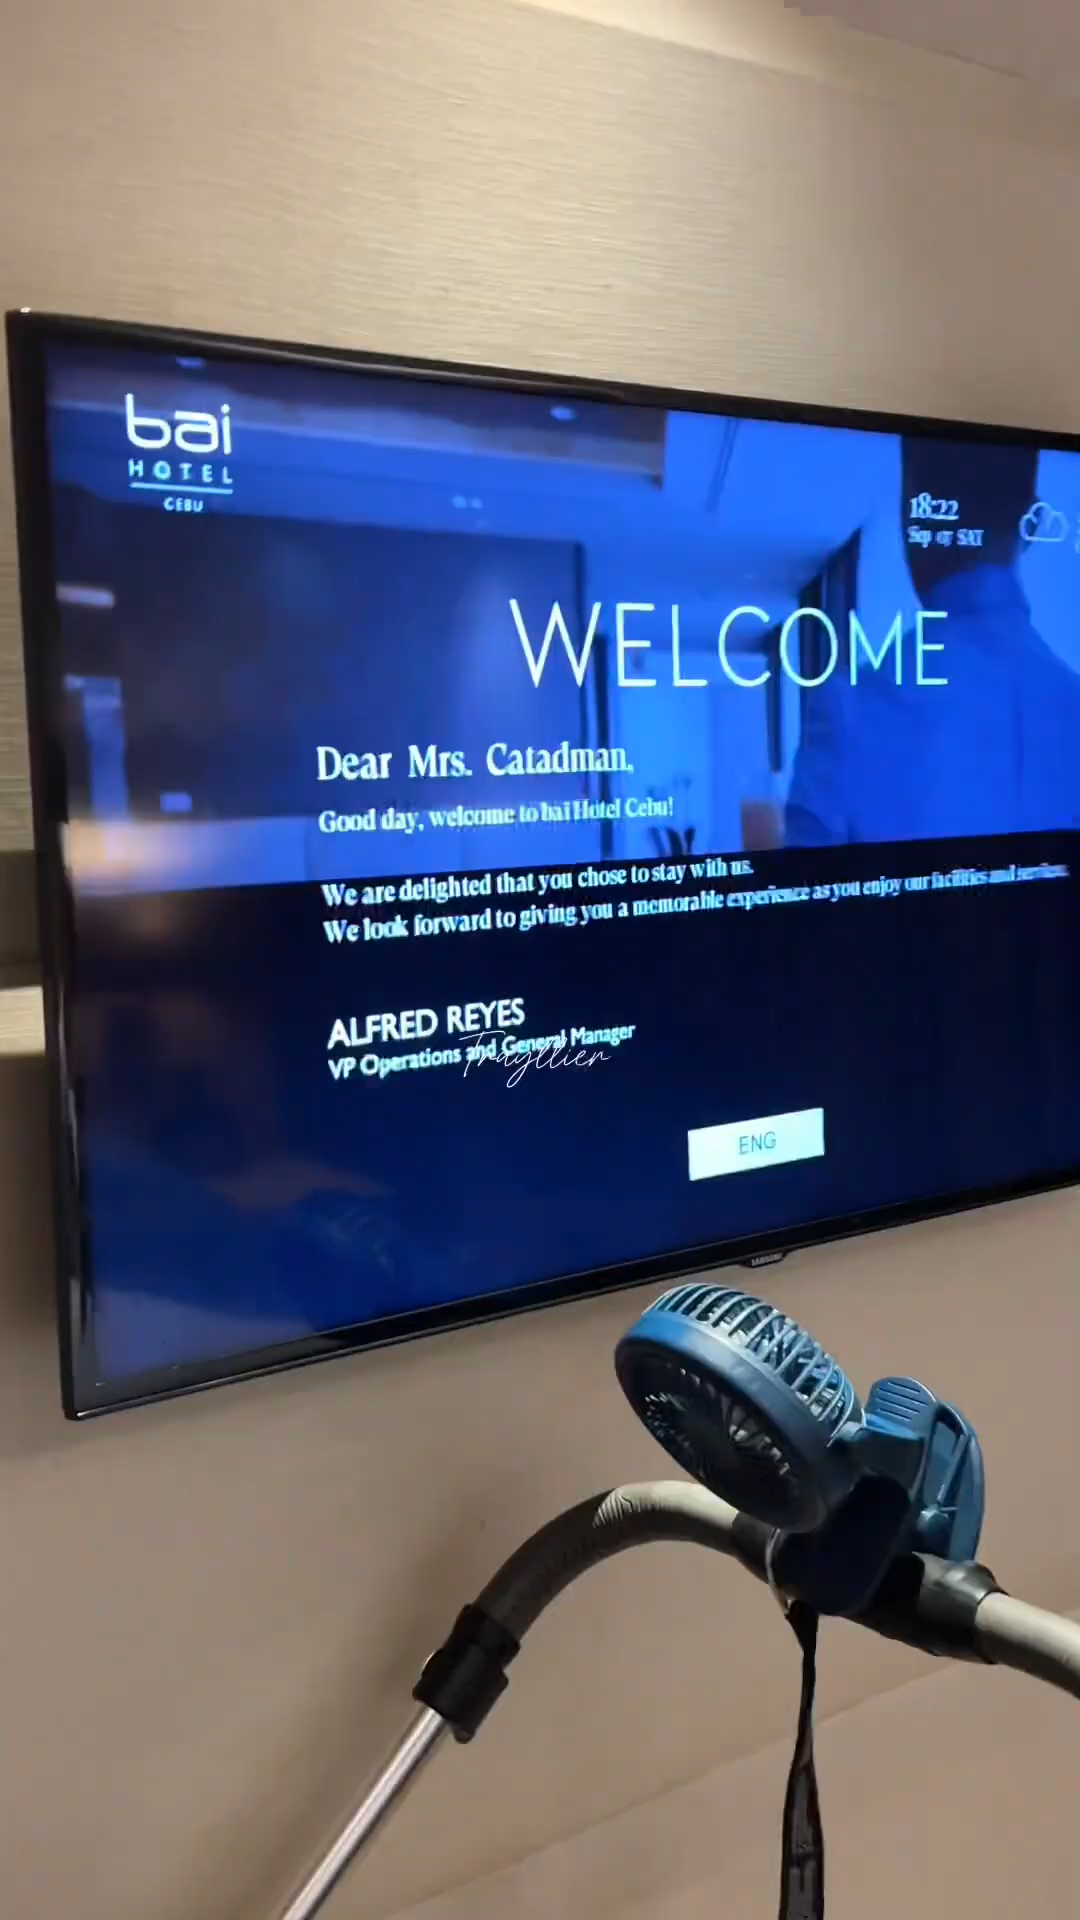 bai
HOTEL
CEBU
18:22
Sep 07 SAT
WELCOME
Dear Mrs. Catadman,
Good day, welcome to bai Hotel Cebu!
We are delighted that you chose to stay with us.
We look forward to giving you a memorable experience as you enjoy our facilities and services.
ALFRED REYES
VP Operations and General Manager
Trayllier
ENG
SAMSUNG